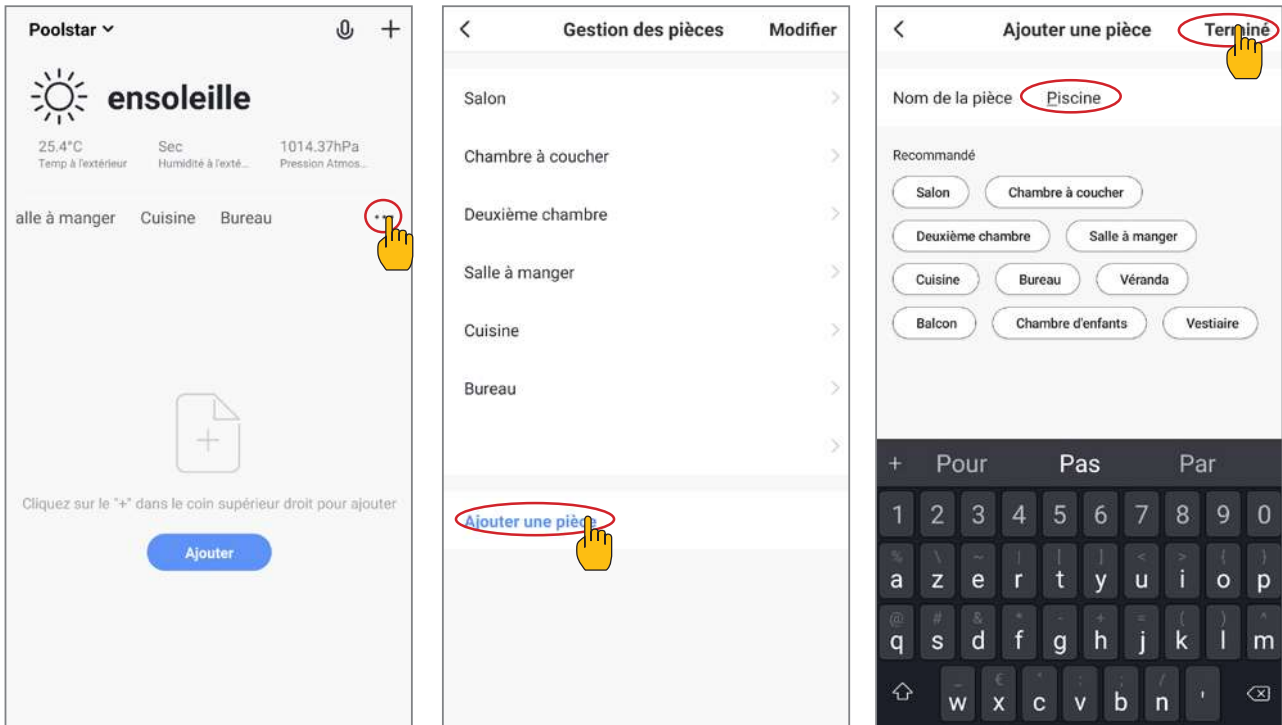 Poolstar
ensoleille
25.4°C Sec 1014.37hPa
Temp à l'extérieur Humidité à l'exté... Pression Atmos...
alle à manger Cuisine Bureau ...
Cliquez sur le "+" dans le coin supérieur droit pour ajouter
Ajouter
Gestion des pièces Modifier
Salon
Chambre à coucher
Deuxième chambre
Salle à manger
Cuisine
Bureau
Ajouter une pièce
Ajouter une pièce Terminé
Nom de la pièce Piscine
Recommandé
Salon Chambre à coucher
Deuxième chambre Salle à manger
Cuisine Bureau Véranda
Balcon Chambre d'enfants Vestiaire
+ Pour Pas Par
1 2 3 4 5 6 7 8 9 0
% \ ~ | [ ] < > { }
a z e r t y u i o p
@ # & * - + = ( ) ^
q s d f g h j k l m
_ € " : ; /
w x c v b n '